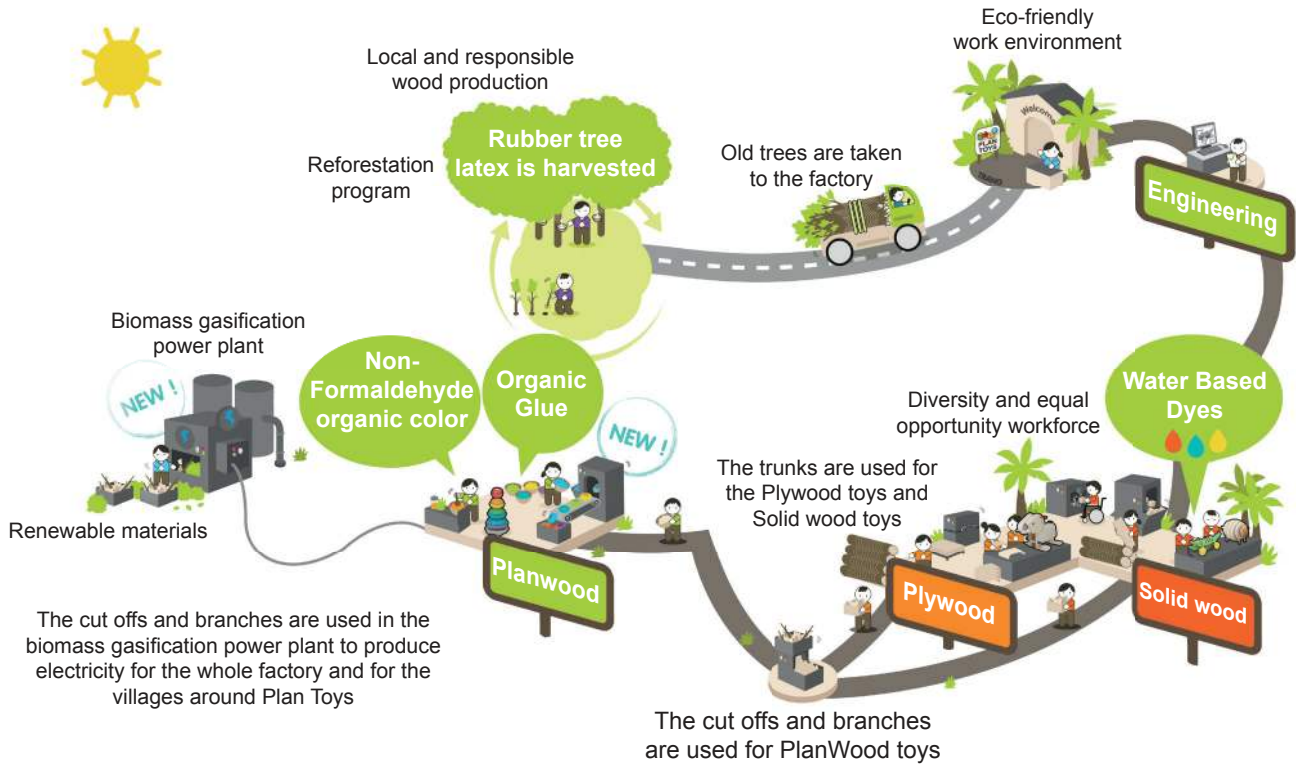 Eco-friendly
work environment
Local and responsible
wood production
Rubber tree
latex is harvested
Reforestation
program
Old trees are taken
to the factory
Welcome
PLAN
TOYS
TRANG
Engineering
Biomass gasification
power plant
NEW !
Non-
Formaldehyde
organic color
Organic
Glue
NEW !
Water Based
Dyes
Diversity and equal
opportunity workforce
The trunks are used for
the Plywood toys and
Solid wood toys
Renewable materials
Planwood
Plywood
Solid wood
The cut offs and branches are used in the
biomass gasification power plant to produce
electricity for the whole factory and for the
villages around Plan Toys
The cut offs and branches
are used for PlanWood toys